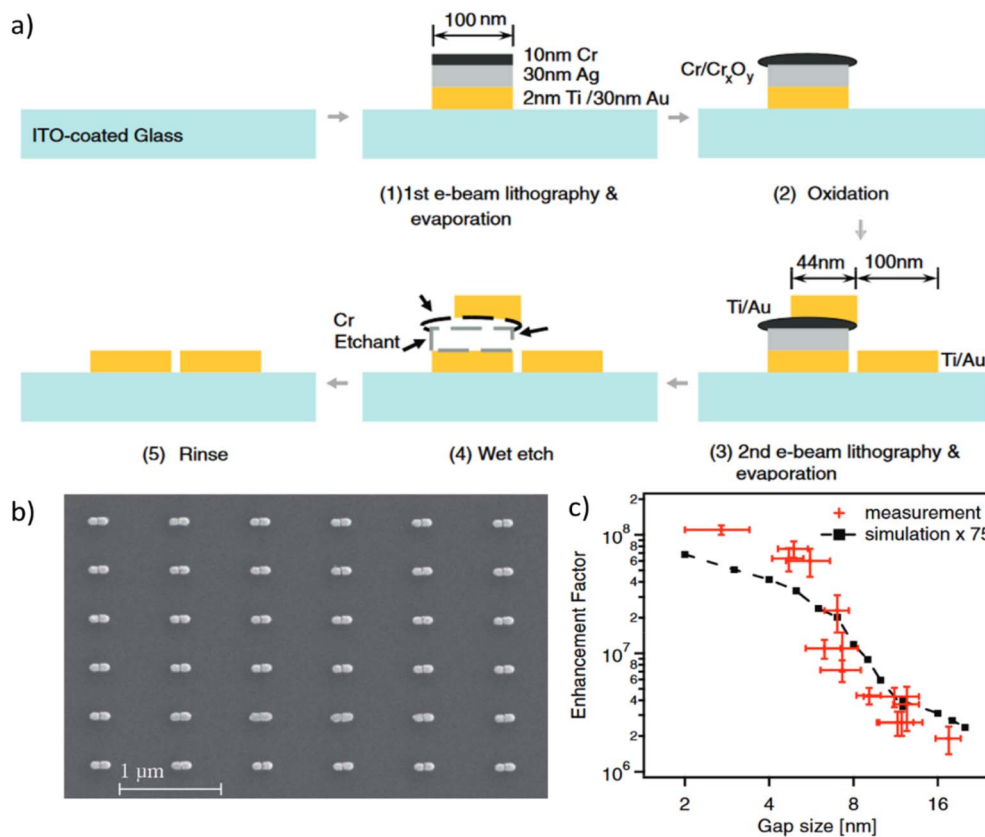 a)
100 nm
10nm Cr
30nm Ag
2nm Ti /30nm Au
ITO-coated Glass
(1)1st e-beam lithography &
evaporation
Cr/CrxOy
(2) Oxidation
44nm
100nm
Ti/Au
Ti/Au
(3) 2nd e-beam lithography &
evaporation
Cr
Etchant
(4) Wet etch
(5) Rinse
b)
1 µm
c)
measurement
simulation x 75
Enhancement Factor
2
10^8
8
6
4
2
10^7
8
6
4
2
10^6
2
4
8
16
Gap size [nm]